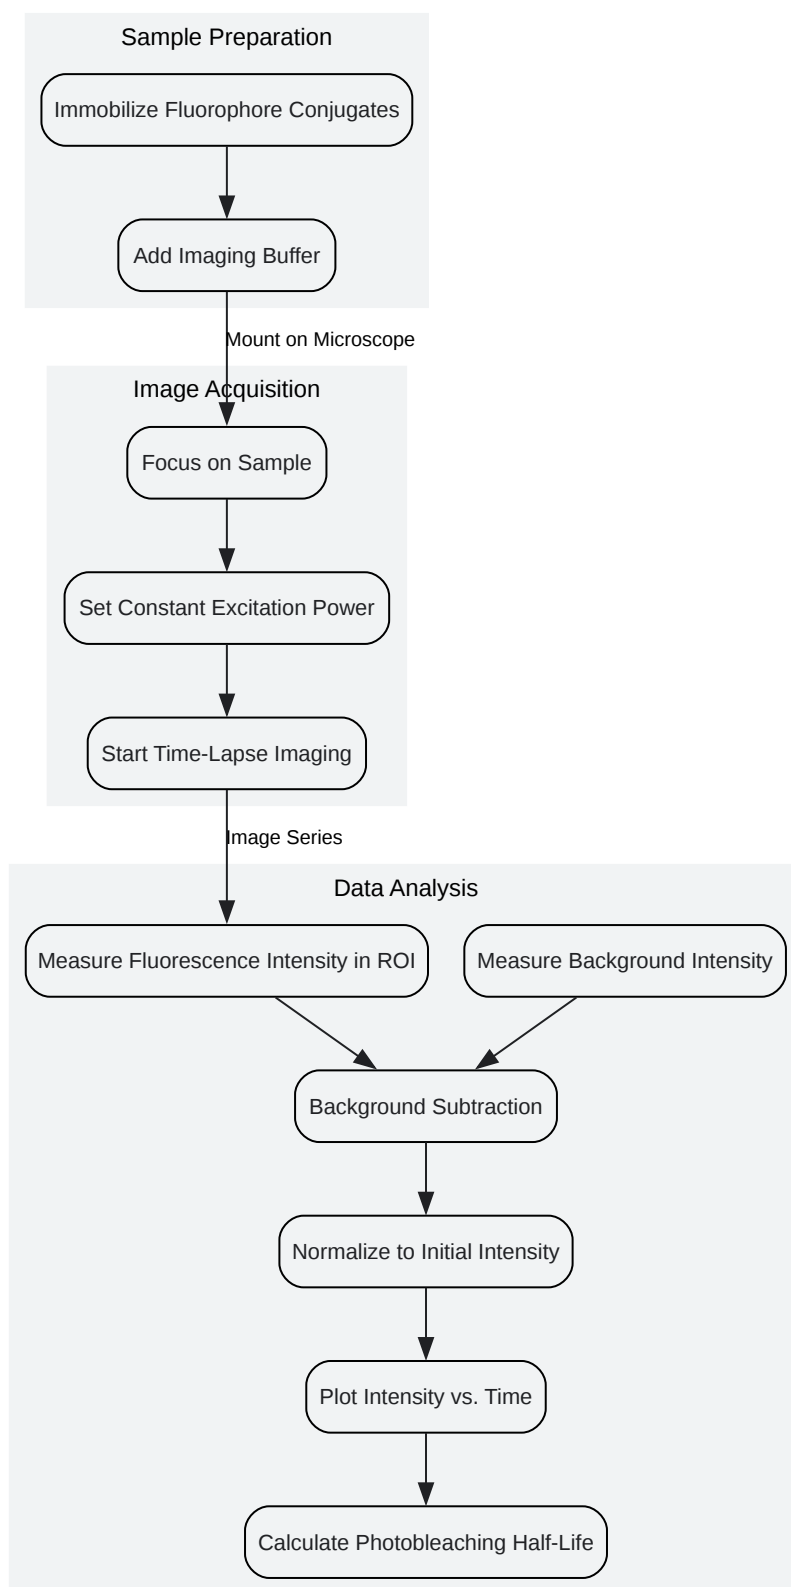 Sample Preparation
Immobilize Fluorophore Conjugates
Add Imaging Buffer
Mount on Microscope
Image Acquisition
Focus on Sample
Set Constant Excitation Power
Start Time-Lapse Imaging
Image Series
Data Analysis
Measure Fluorescence Intensity in ROI
Measure Background Intensity
Background Subtraction
Normalize to Initial Intensity
Plot Intensity vs. Time
Calculate Photobleaching Half-Life